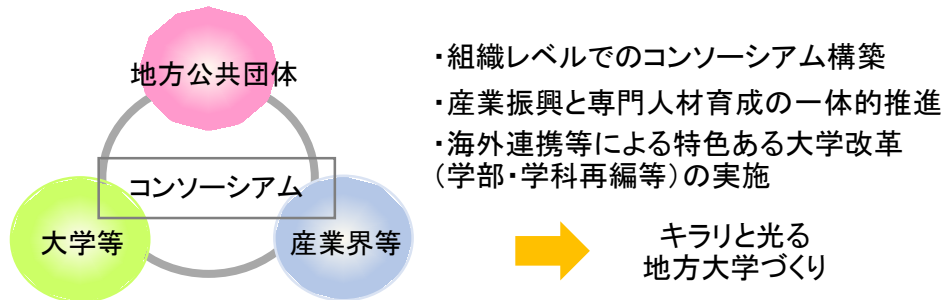 地方公共団体
コンソーシアム
大学等
産業界等
・組織レベルでのコンソーシアム構築
・産業振興と専門人材育成の一体的推進
・海外連携等による特色ある大学改革
（学部・学科再編等）の実施
キラリと光る
地方大学づくり